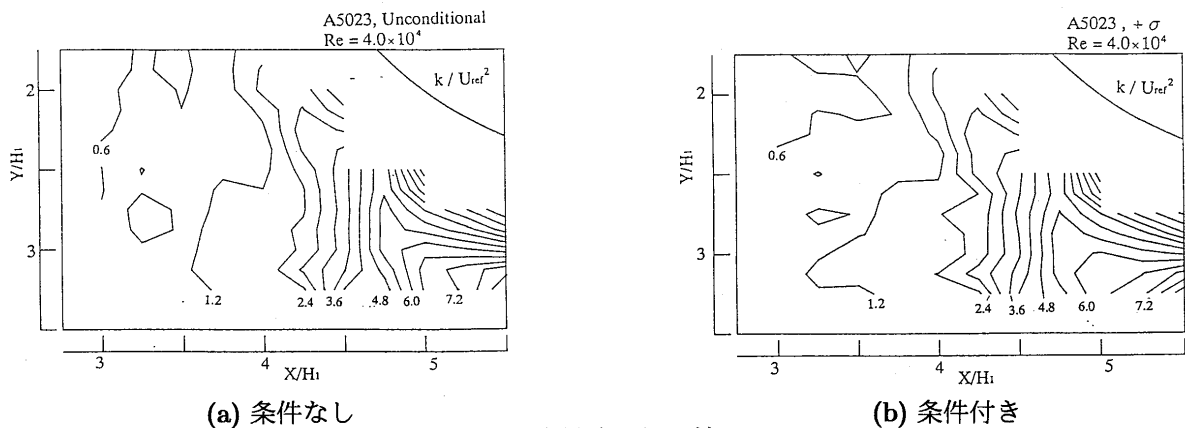 A5023, Unconditional
Re = 4.0×10⁴
k / Uref²
2
0.6
Y/H1
3
1.2
2.4
3.6
4.8
6.0
7.2
3
4
5
X/H1
(a) 条件なし
A5023 , + σ
Re = 4.0×10⁴
k / Uref²
2
0.6
Y/H1
3
1.2
2.4
3.6
4.8
6.0
7.2
3
4
5
X/H1
(b) 条件付き